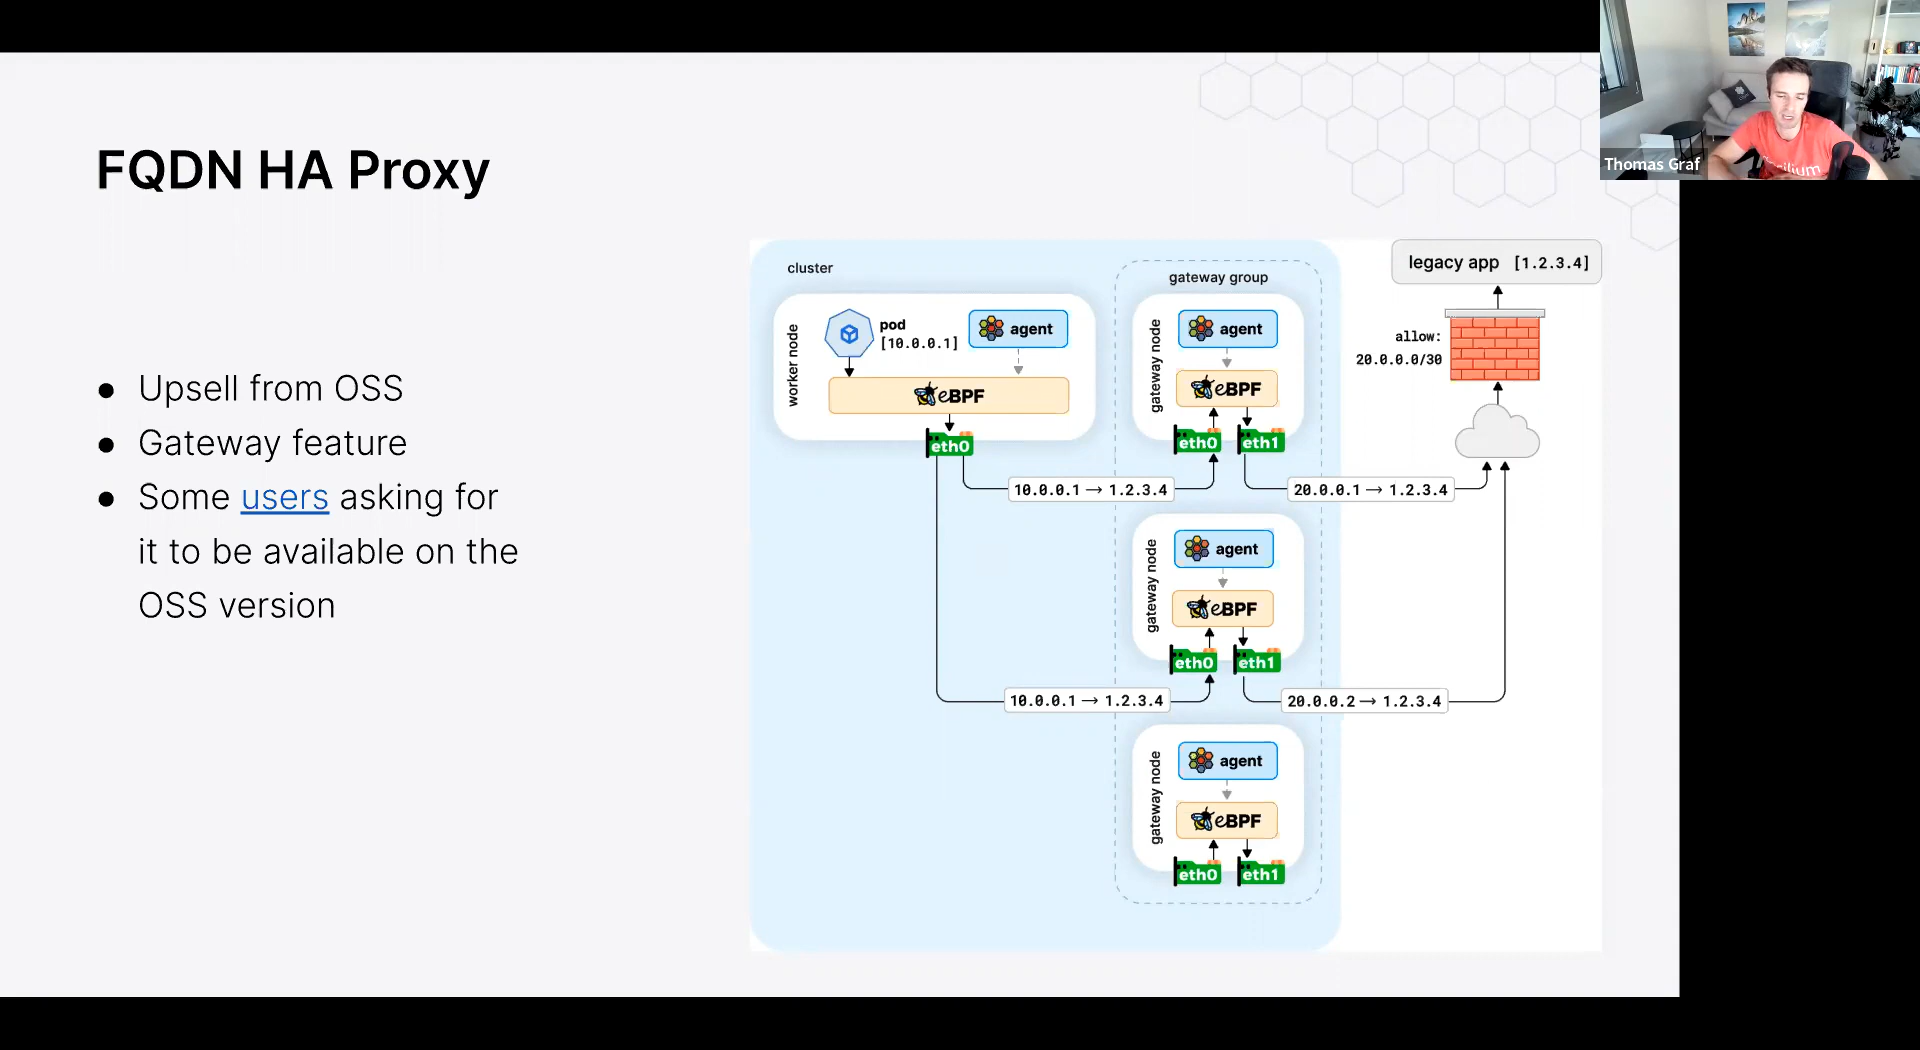 Thomas Graf
FQDN HA Proxy
Upsell from OSS
Gateway feature
Some users asking for
it to be available on the
OSS version
cluster
worker node
pod
[10.0.0.1]
agent
eBPF
eth0
gateway group
gateway node
agent
eBPF
eth0
eth1
10.0.0.1 → 1.2.3.4
20.0.0.1 → 1.2.3.4
gateway node
agent
eBPF
eth0
eth1
10.0.0.1 → 1.2.3.4
20.0.0.2 → 1.2.3.4
gateway node
agent
eBPF
eth0
eth1
legacy app [1.2.3.4]
allow:
20.0.0.0/30